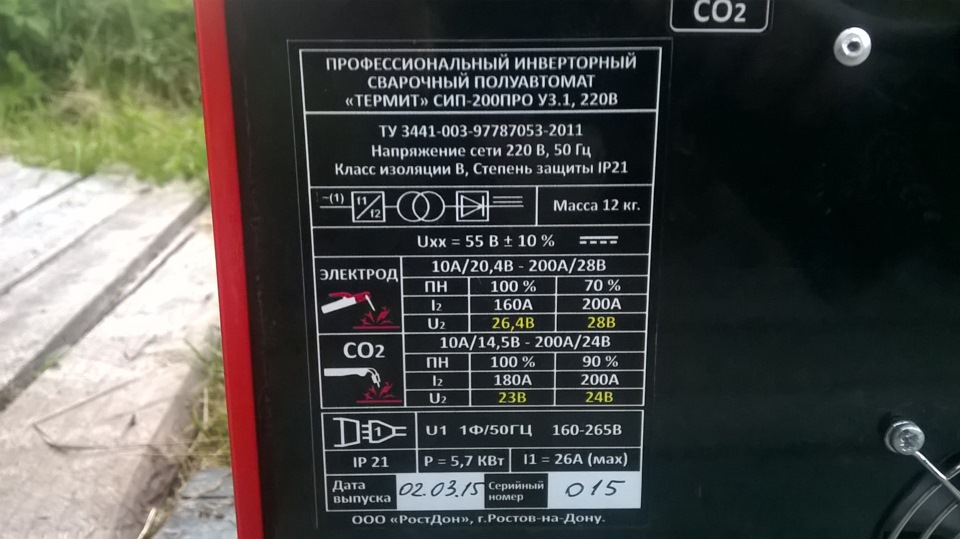 CO2
ПРОФЕССИОНАЛЬНЫЙ ИНВЕРТОРНЫЙ
СВАРОЧНЫЙ ПОЛУАВТОМАТ
«ТЕРМИТ» СИП-200ПРО У3.1, 220В
ТУ 3441-003-97787053-2011
Напряжение сети 220 В, 50 Гц
Класс изоляции В, Степень защиты IP21
~(1) f1 f2 Масса 12 кг.
Uxx = 55 В ± 10 %
ЭЛЕКТРОД 10А/20,4В - 200А/28В
ПН 100 % 70 %
I2 160А 200А
U2 26,4В 28В
CO2 10А/14,5В - 200А/24В
ПН 100 % 90 %
I2 180А 200А
U2 23В 24В
1 U1 1Ф/50ГЦ 160-265В
IP 21 P = 5,7 КВт I1 = 26А (max)
Дата выпуска 02.03.15 Серийный номер 015
ООО «РостДон», г.Ростов-на-Дону.